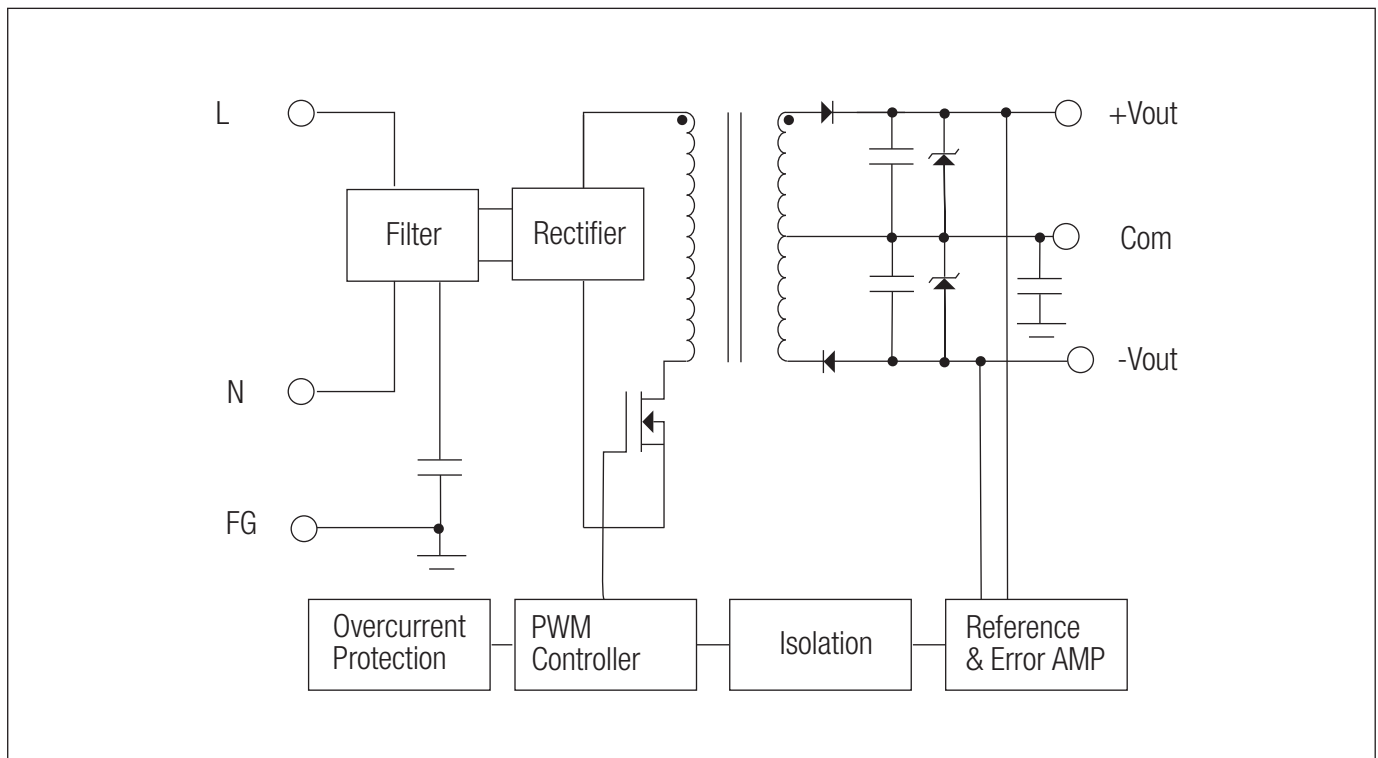 L
+Vout
Filter
Rectifier
Com
-Vout
N
FG
Overcurrent
Protection
PWM
Controller
Isolation
Reference
& Error AMP